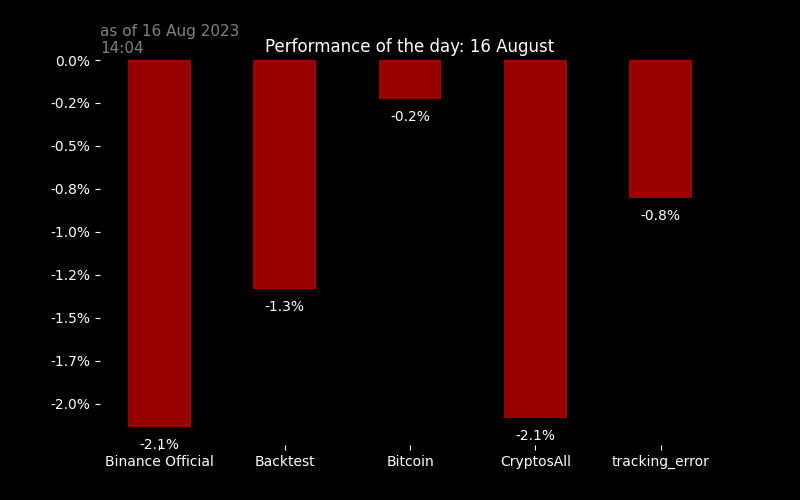 as of 16 Aug 2023
14:04
Performance of the day: 16 August
0.0%
-0.2%
-0.5%
-0.8%
-1.0%
-1.2%
-1.5%
-1.7%
-2.0%
-2.1%
-1.3%
-0.2%
-2.1%
-0.8%
Binance Official
Backtest
Bitcoin
CryptosAll
tracking_error